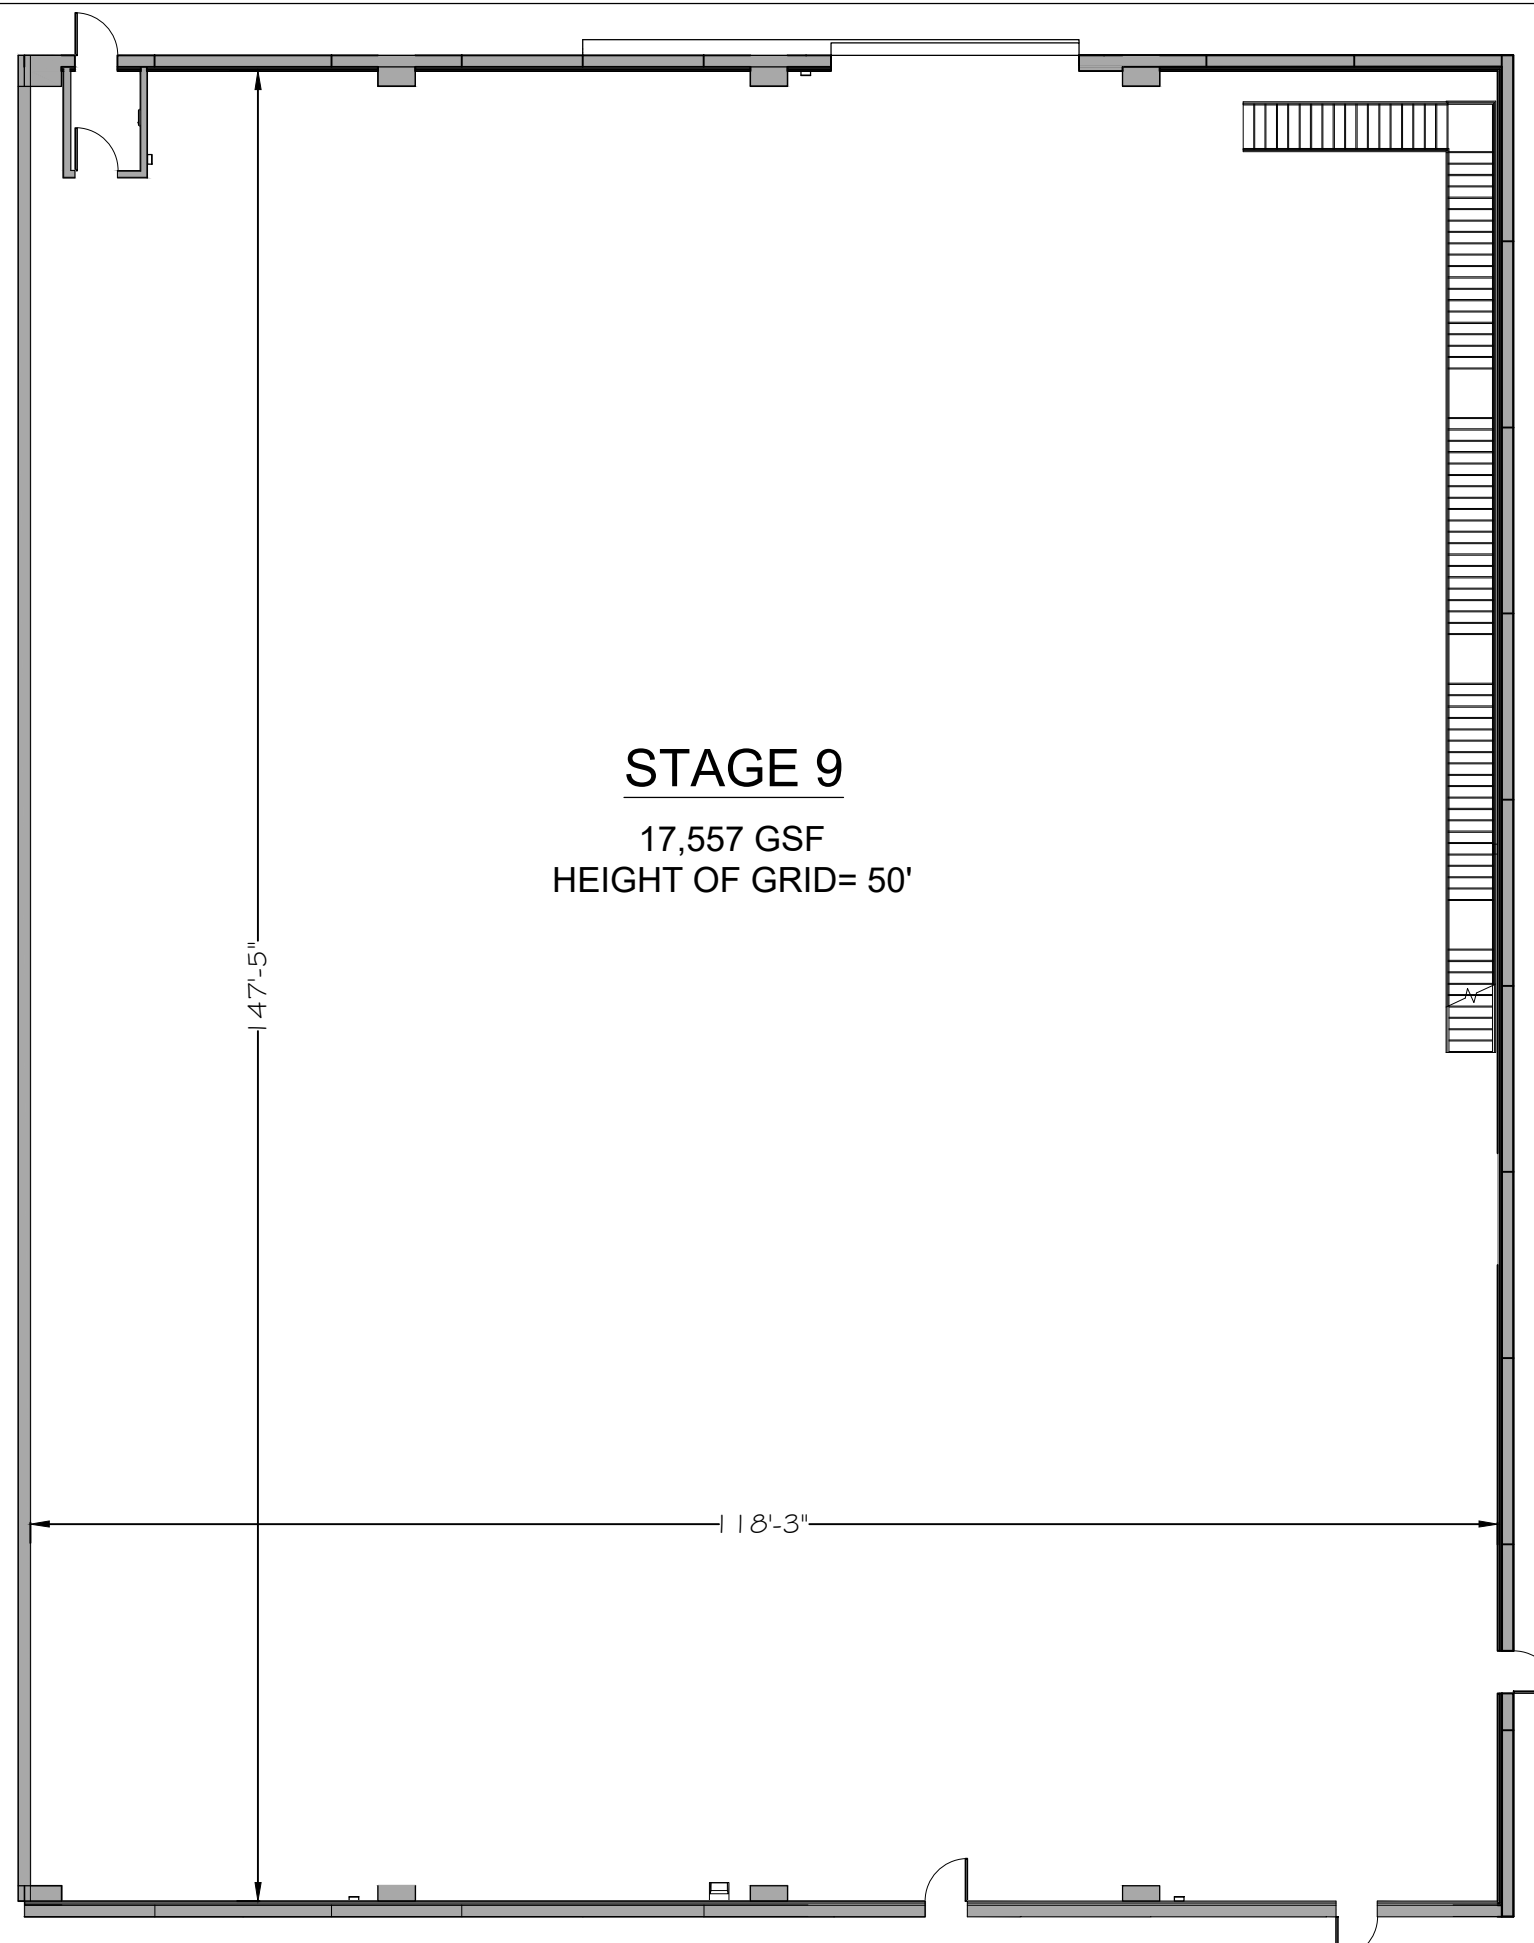 STAGE 9
17,557 GSF
HEIGHT OF GRID= 50'
147'-5"
118'-3"